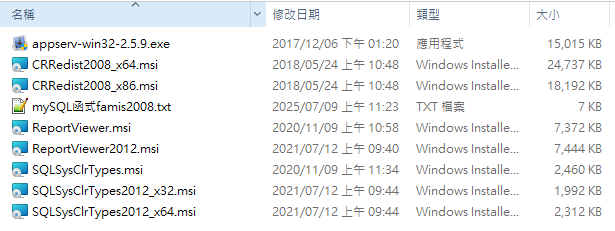 名稱 修改日期 類型 大小
appserv-win32-2.5.9.exe 2017/12/06 下午 01:20 應用程式 15,015 KB
CRRedist2008_x64.msi 2018/05/24 上午 10:48 Windows Installe... 24,737 KB
CRRedist2008_x86.msi 2018/05/24 上午 10:48 Windows Installe... 18,192 KB
mySQL函式famis2008.txt 2025/07/09 上午 11:23 TXT 檔案 7 KB
ReportViewer.msi 2020/11/09 上午 10:58 Windows Installe... 7,372 KB
ReportViewer2012.msi 2021/07/12 上午 09:40 Windows Installe... 7,444 KB
SQLSysClrTypes.msi 2020/11/09 上午 11:34 Windows Installe... 2,460 KB
SQLSysClrTypes2012_x32.msi 2021/07/12 上午 09:44 Windows Installe... 1,992 KB
SQLSysClrTypes2012_x64.msi 2021/07/12 上午 09:44 Windows Installe... 2,312 KB